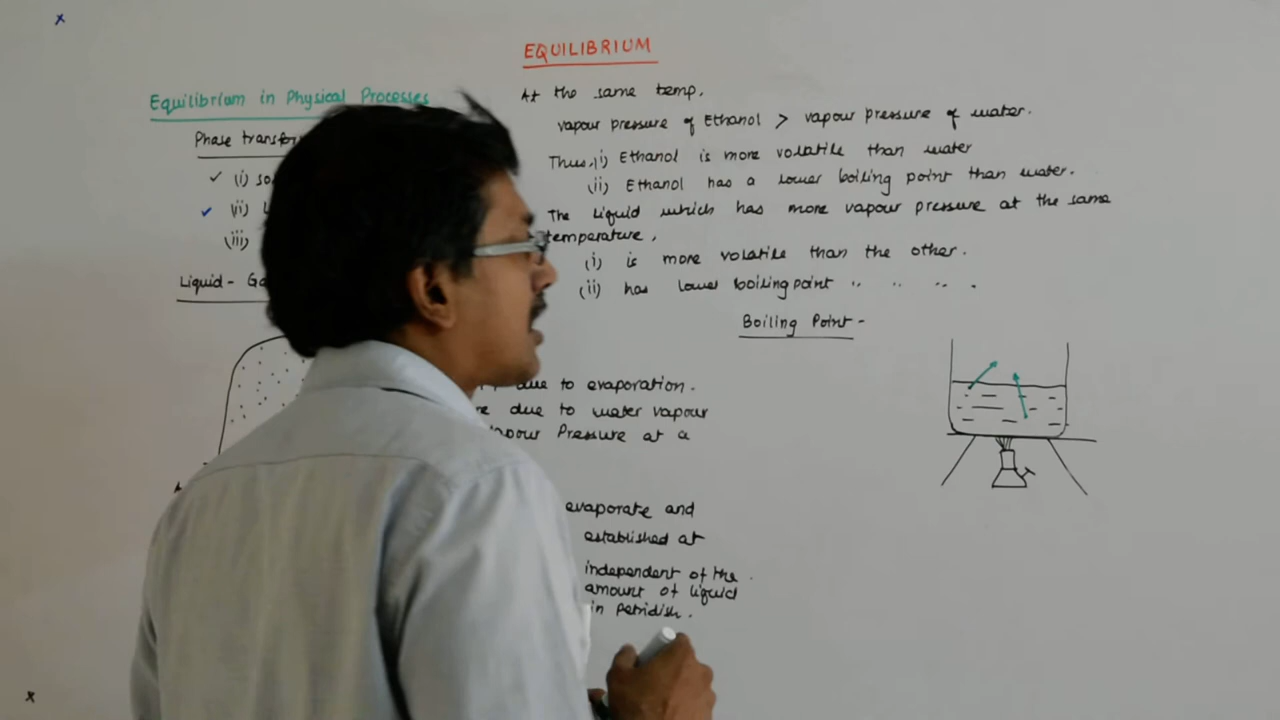 EQUILIBRIUM
Equilibrium in Physical Processes
Phase
(i)
(ii)
(iii)
Liquid -
At the same temp.
vapour pressure of Ethanol > vapour pressure of water.
Thus, (i) Ethanol is more volatile than water
(ii) Ethanol has a lower boiling point than water.
The Liquid which has more vapour pressure at the same
temperature,
(i) is more volatile than the other.
(ii) has lower boiling point " " " .
Boiling Point -
due to evaporation.
due to water vapour
Pressure at a
evaporate and
established at
independent of the
amount of liquid
in Petridish.